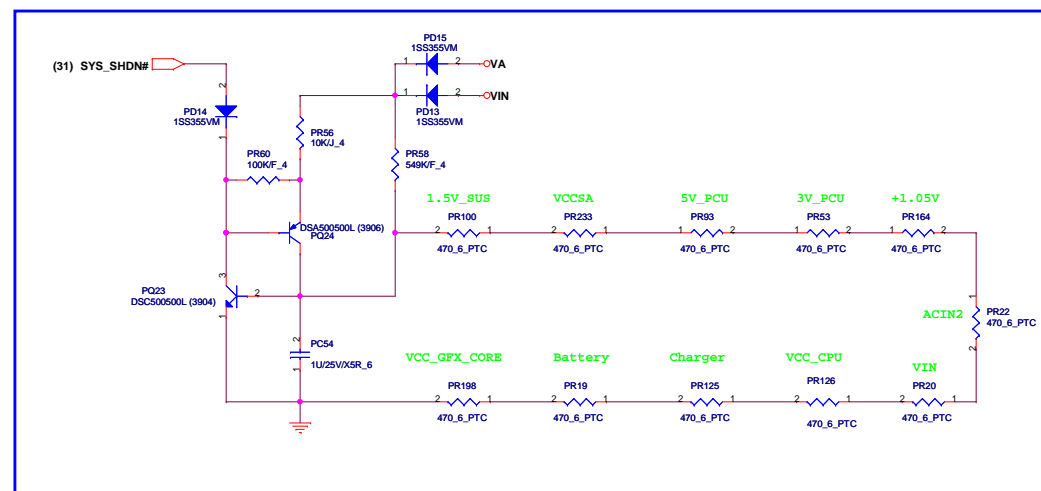 (31) SYS_SHDN#
PD15
1SS355VM
1
2
VA
1
2
VIN
PD13
1SS355VM
2
PD14
1SS355VM
1
PR56
10K/J_4
PR60
100K/F_4
PR58
549K/F_4
DSA500500L (3906)
PQ24
PQ23
DSC500500L (3904)
3
2
1
2
PC54
1
1U/25V/X5R_6
1.5V_SUS
VCCSA
5V_PCU
3V_PCU
+1.05V
PR100
PR233
PR93
PR53
PR164
2 1
2 1
1 2
1 2
1 2
470_6_PTC
470_6_PTC
470_6_PTC
470_6_PTC
470_6_PTC
ACIN2
1
PR22
470_6_PTC
2
VCC_GFX_CORE
Battery
Charger
VCC_CPU
VIN
PR198
PR19
PR125
PR126
PR20
2 1
2 1
2 1
2 1
2 1
470_6_PTC
470_6_PTC
470_6_PTC
470_6_PTC
470_6_PTC